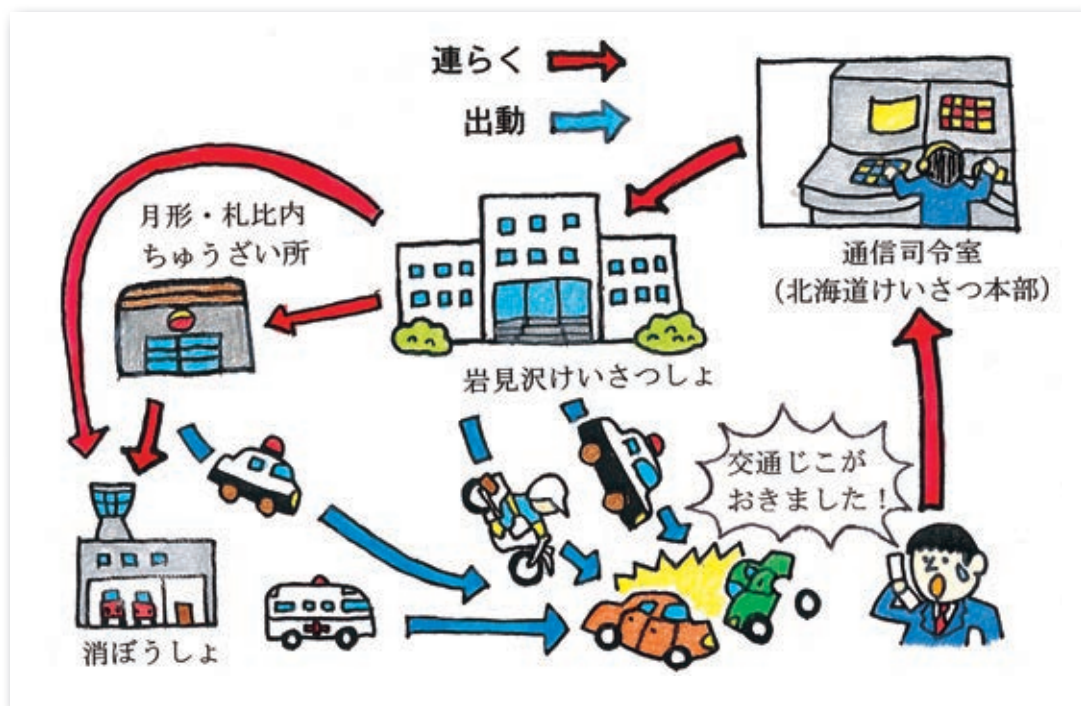 連らく
出動
月形・札比内
ちゅうざい所
通信司令室
(北海道けいさつ本部)
岩見沢けいさつしょ
交通じこが
おきました!
消ぼうしょ